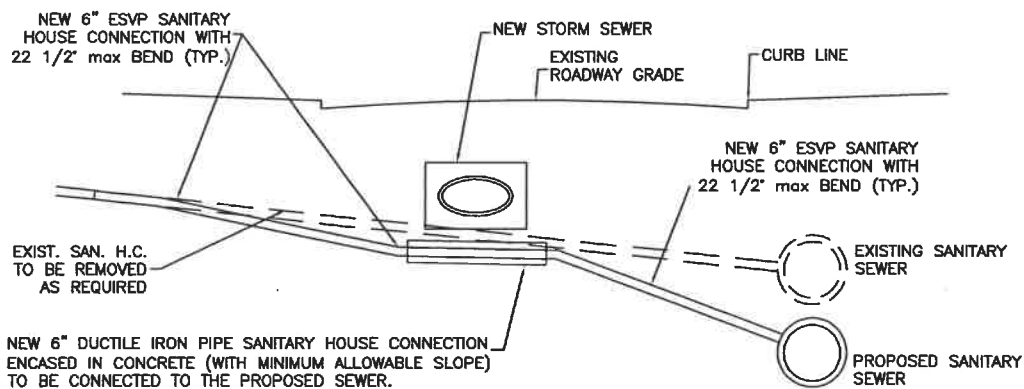 NEW 6" ESVP SANITARY
HOUSE CONNECTION WITH
22 1/2° max BEND (TYP.)
NEW STORM SEWER
EXISTING
ROADWAY GRADE
CURB LINE
NEW 6" ESVP SANITARY
HOUSE CONNECTION WITH
22 1/2° max BEND (TYP.)
EXIST. SAN. H.C.
TO BE REMOVED
AS REQUIRED
EXISTING SANITARY
SEWER
NEW 6" DUCTILE IRON PIPE SANITARY HOUSE CONNECTION
ENCASED IN CONCRETE (WITH MINIMUM ALLOWABLE SLOPE)
TO BE CONNECTED TO THE PROPOSED SEWER.
PROPOSED SANITARY
SEWER